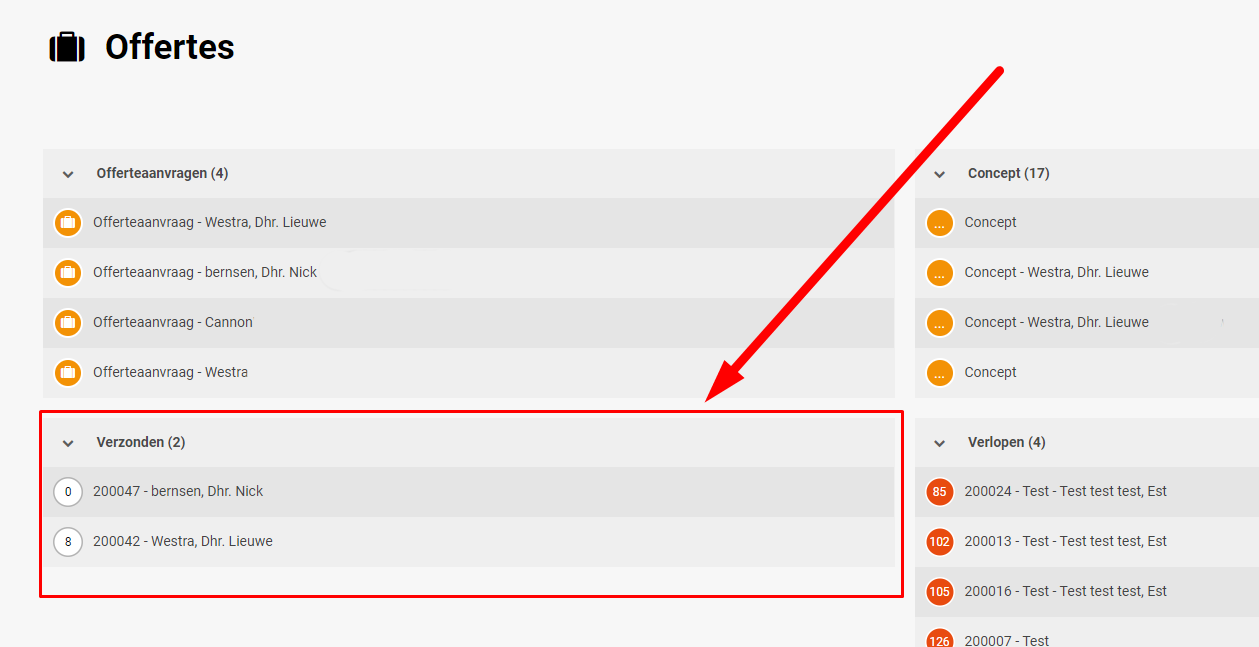 Offertes
Offerteaanvragen (4)
Offerteaanvraag - Westra, Dhr. Lieuwe
Offerteaanvraag - bernsen, Dhr. Nick
Offerteaanvraag - Cannon
Offerteaanvraag - Westra
Verzonden (2)
0 200047 - bernsen, Dhr. Nick
8 200042 - Westra, Dhr. Lieuwe
Concept (17)
... Concept
... Concept - Westra, Dhr. Lieuwe
... Concept - Westra, Dhr. Lieuwe
... Concept
Verlopen (4)
85 200024 - Test - Test test test, Est
102 200013 - Test - Test test test, Est
105 200016 - Test - Test test test, Est
126 200007 - Test